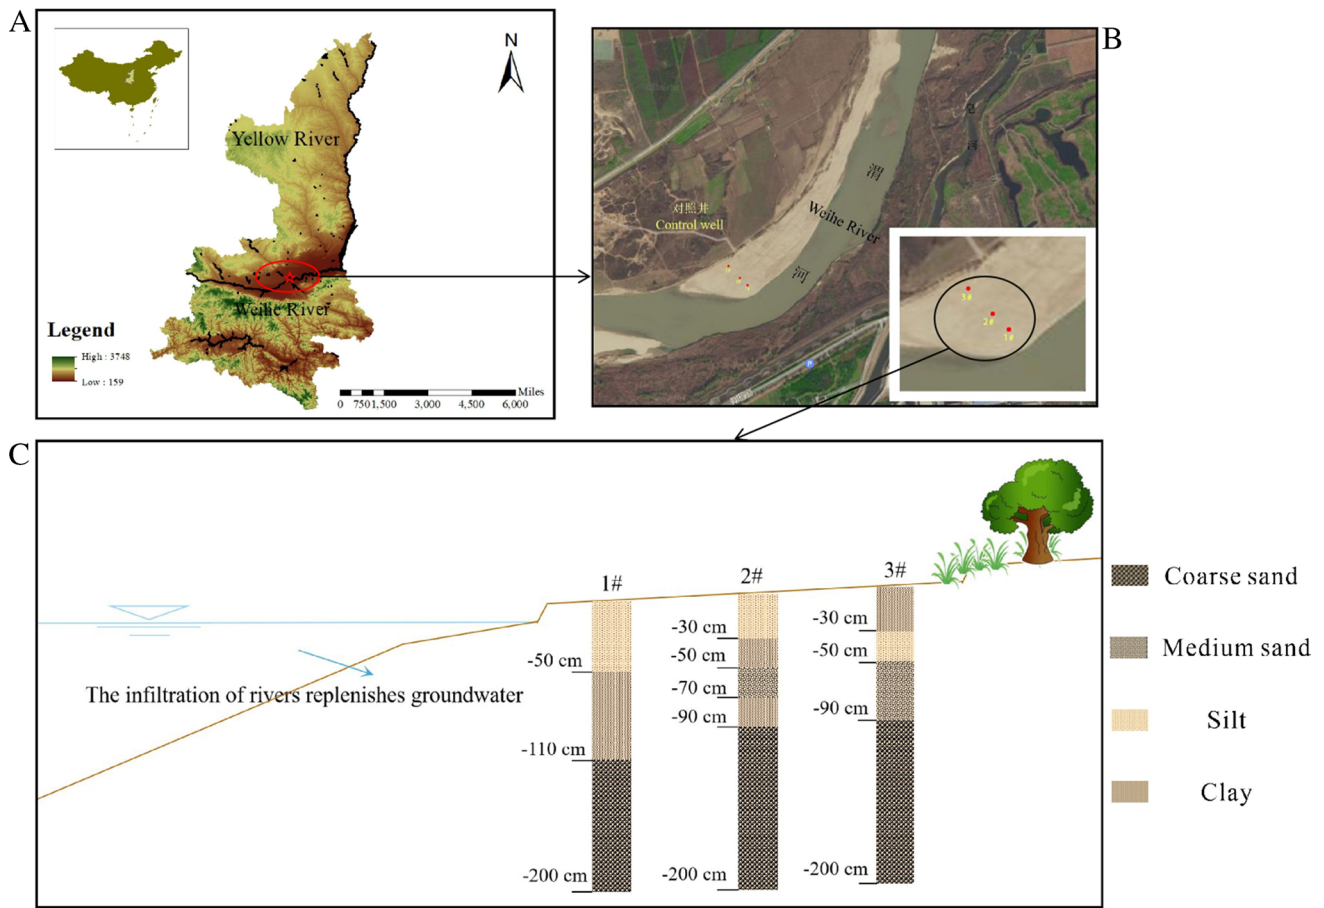 A
N
Yellow River
Weihe River
Legend
High : 3748
Low : 159
Miles
0 750 1,500 3,000 4,500 6,000
B
渭
河
Weihe River
对照井
Control well
P
3#
2#
1#
C
1#
2#
3#
-50 cm
-110 cm
-200 cm
-30 cm
-50 cm
-70 cm
-90 cm
-200 cm
-30 cm
-50 cm
-90 cm
-200 cm
The infiltration of rivers replenishes groundwater
Coarse sand
Medium sand
Silt
Clay